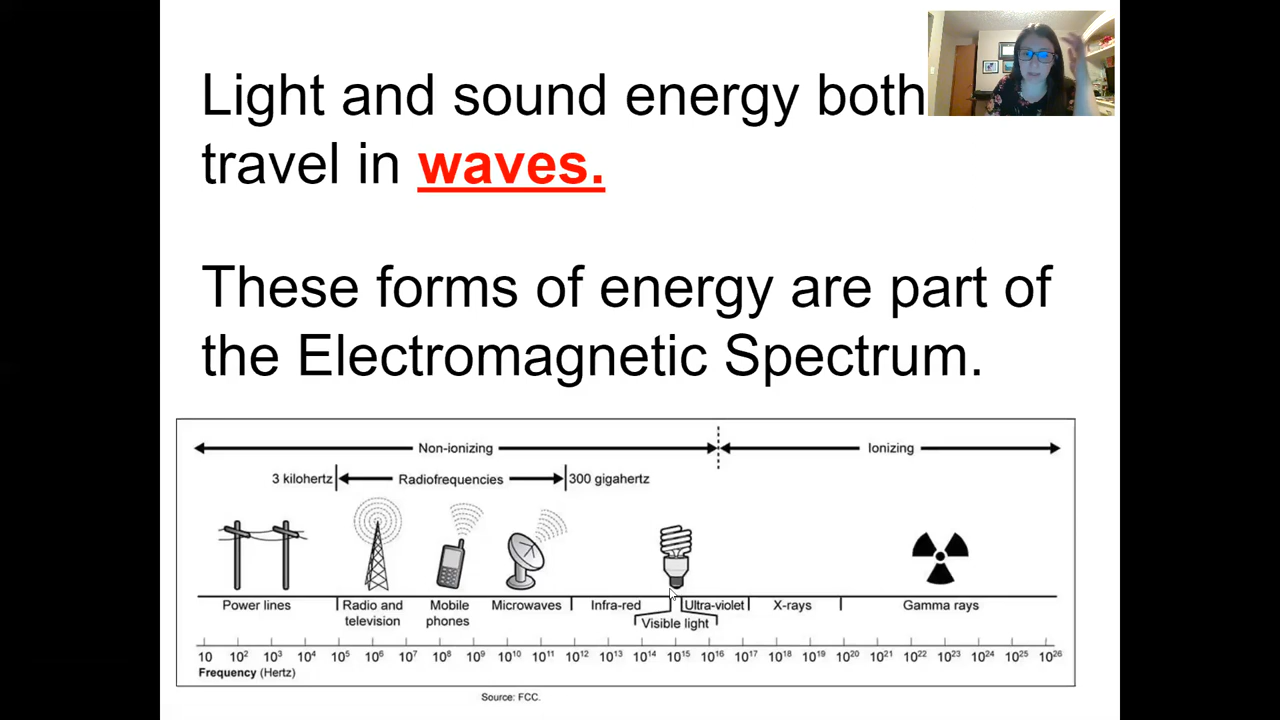 Light and sound energy both
travel in waves.
These forms of energy are part of
the Electromagnetic Spectrum.
Non-ionizing
Ionizing
3 kilohertz
Radiofrequencies
300 gigahertz
Power lines
Radio and
television
Mobile
phones
Microwaves
Infra-red
Visible light
Ultra-violet
X-rays
Gamma rays
10 10² 10³ 10⁴ 10⁵ 10⁶ 10⁷ 10⁸ 10⁹ 10¹⁰ 10¹¹ 10¹² 10¹³ 10¹⁴ 10¹⁵ 10¹⁶ 10¹⁷ 10¹⁸ 10¹⁹ 10²⁰ 10²¹ 10²² 10²³ 10²⁴ 10²⁵ 10²⁶
Frequency (Hertz)
Source: FCC.